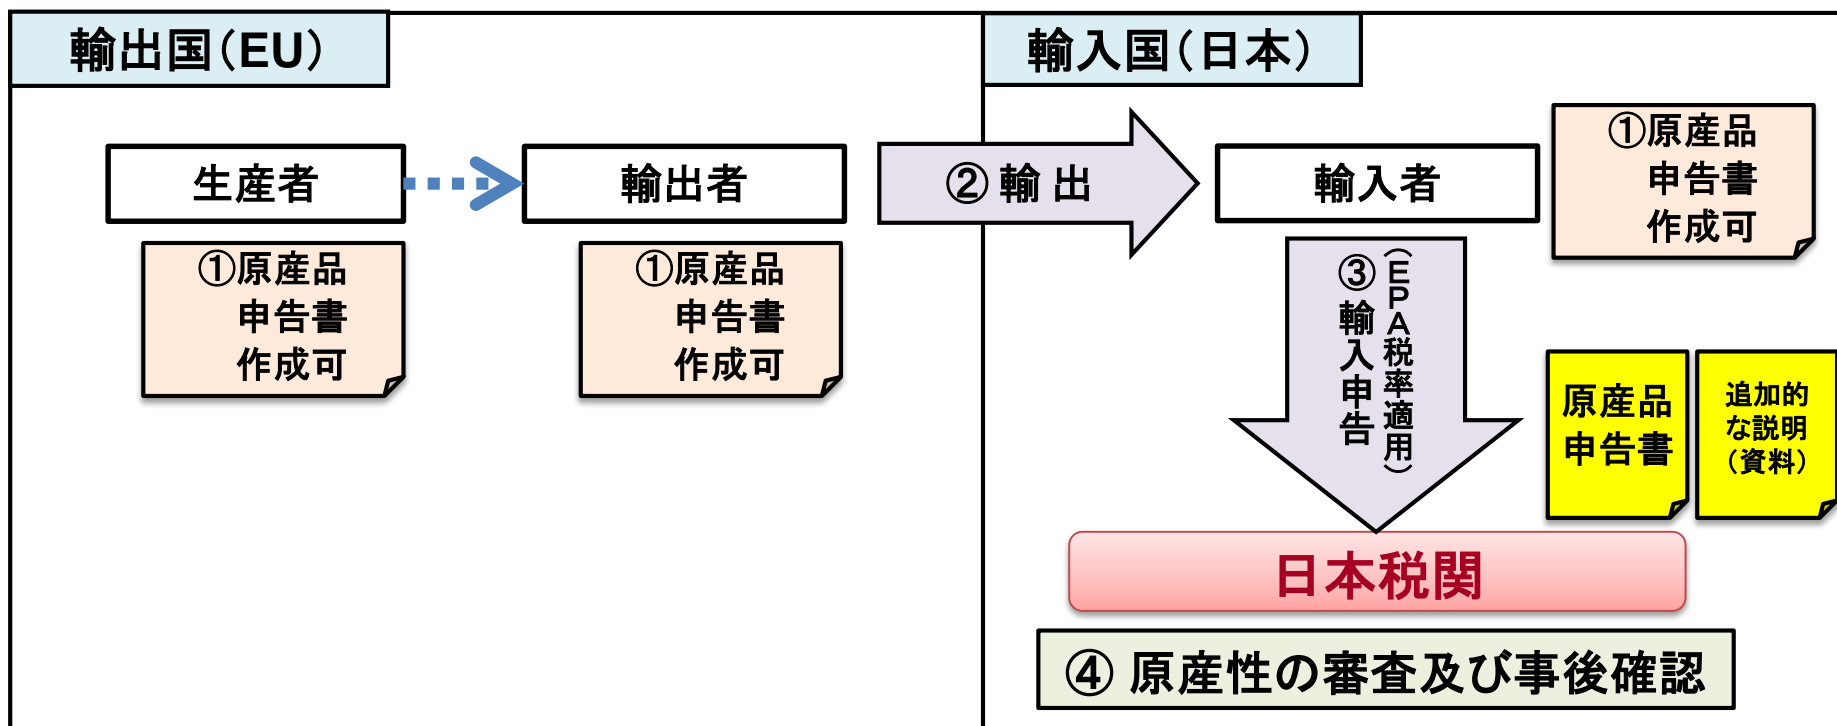 輸出国（EU）
輸入国（日本）
生産者
輸出者
②輸出
輸入者
①原産品
申告書
作成可
①原産品
申告書
作成可
①原産品
申告書
作成可
③輸入申告
（ＥＰＡ税率適用）
原産品
申告書
追加的
な説明
（資料）
日本税関
④ 原産性の審査及び事後確認